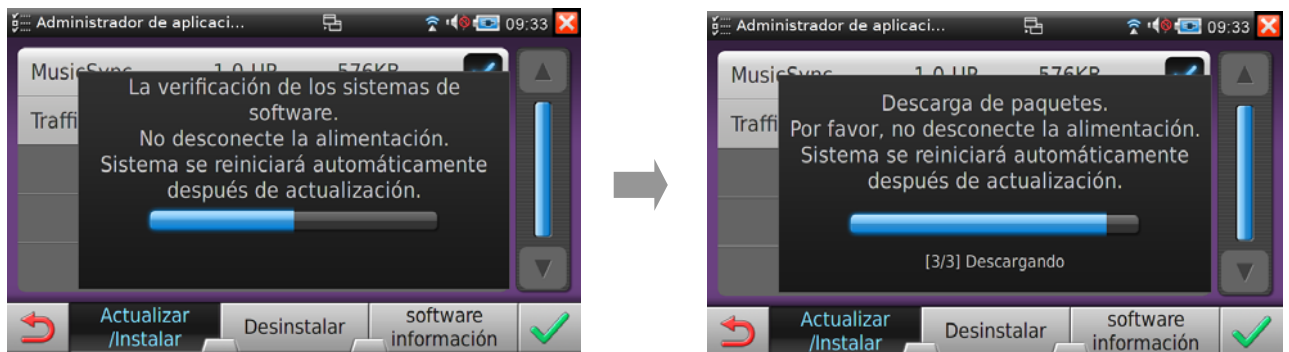 Administrador de aplicaci... 09:33
MusicSync 1.0 UP 576KB
Traffi
La verificación de los sistemas de
software.
No desconecte la alimentación.
Sistema se reiniciará automáticamente
después de actualización.
Actualizar
/Instalar
Desinstalar
software
información
Administrador de aplicaci... 09:33
MusicSync 1.0 UP 576KB
Traffi
Descarga de paquetes.
Por favor, no desconecte la alimentación.
Sistema se reiniciará automáticamente
después de actualización.
[3/3] Descargando
Actualizar
/Instalar
Desinstalar
software
información